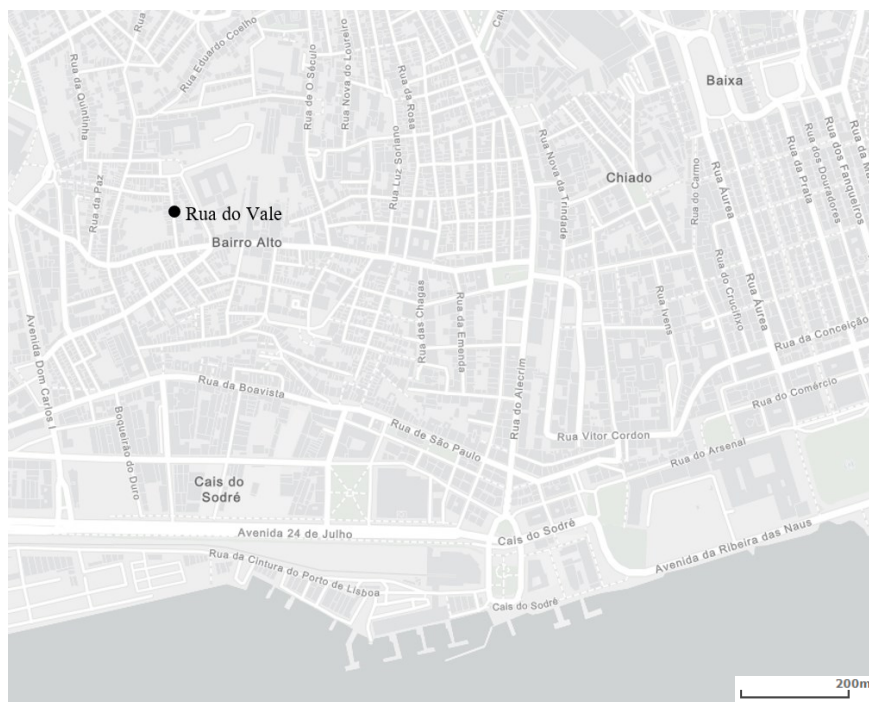 Rua Eduardo Coelho
Rua da Quintinha
Rua de O Século
Rua Nova do Loureiro
Rua da Rosa
Baixa
Rua Luz Soriano
Rua Nova da Trindade
Chiado
Rua do Carmo
Rua Áurea
Rua da Prata
Rua dos Douradores
Rua dos Fanqueiros
Rua da Paz
Rua do Vale
Bairro Alto
Rua das Chagas
Rua da Emenda
Rua Ivens
Rua do Crucifixo
Rua Áurea
Rua da Conceição
Avenida Dom Carlos I
Rua da Boavista
Rua do Alecrim
Rua do Comércio
Boqueirão do Duro
Rua de São Paulo
Rua Vitor Cordon
Rua do Arsenal
Cais do
Sodré
Avenida 24 de Julho
Cais do Sodré
Avenida da Ribeira das Naus
Rua da Cintura do Porto de Lisboa
Cais do Sodré
200m